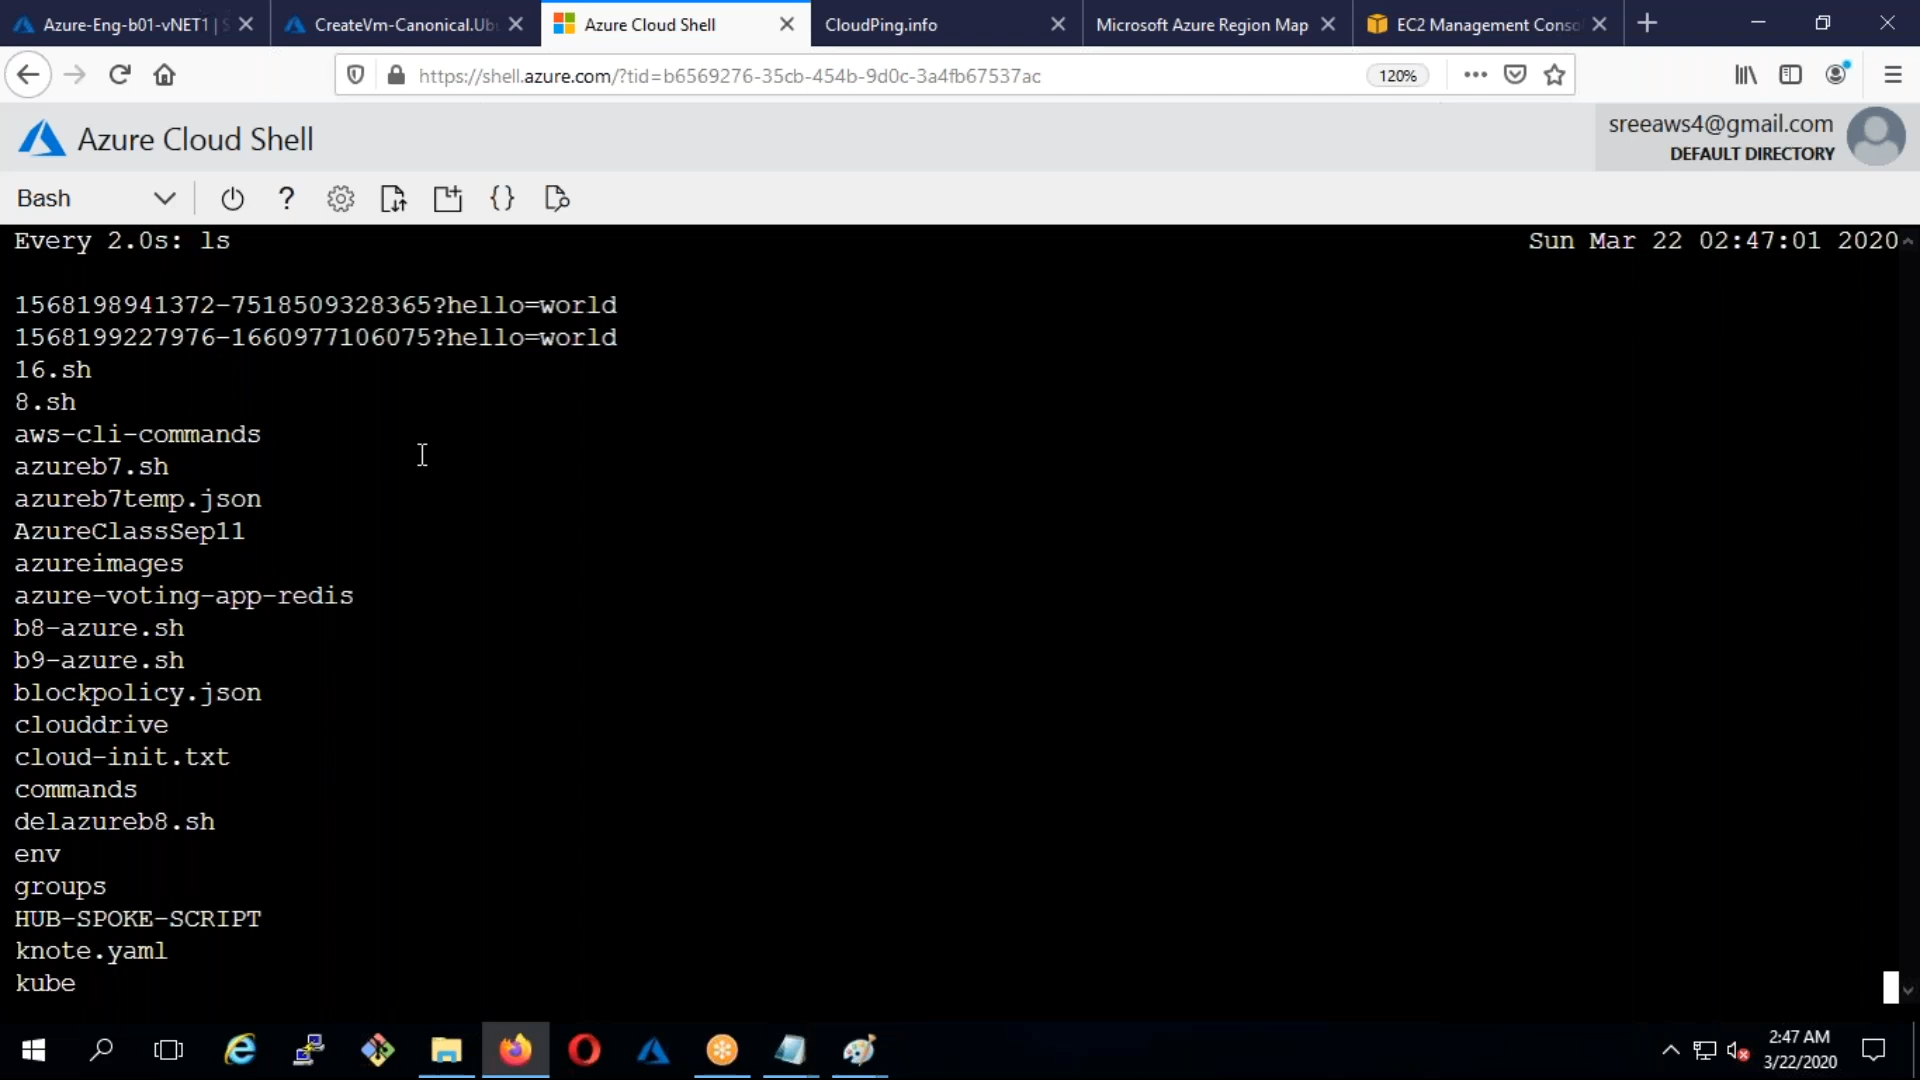 Azure-Eng-b01-vNET1 | S
CreateVm-Canonical.Ub
Azure Cloud Shell
CloudPing.info
Microsoft Azure Region Map
EC2 Management Conso
https://shell.azure.com/?tid=b6569276-35cb-454b-9d0c-3a4fb67537ac
120%
Azure Cloud Shell
sreeaws4@gmail.com
DEFAULT DIRECTORY
Bash
Every 2.0s: ls
Sun Mar 22 02:47:01 2020
1568198941372-7518509328365?hello=world
1568199227976-1660977106075?hello=world
16.sh
8.sh
aws-cli-commands
azureb7.sh
azureb7temp.json
AzureClassSep11
azureimages
azure-voting-app-redis
b8-azure.sh
b9-azure.sh
blockpolicy.json
clouddrive
cloud-init.txt
commands
delazureb8.sh
env
groups
HUB-SPOKE-SCRIPT
knote.yaml
kube
2:47 AM
3/22/2020